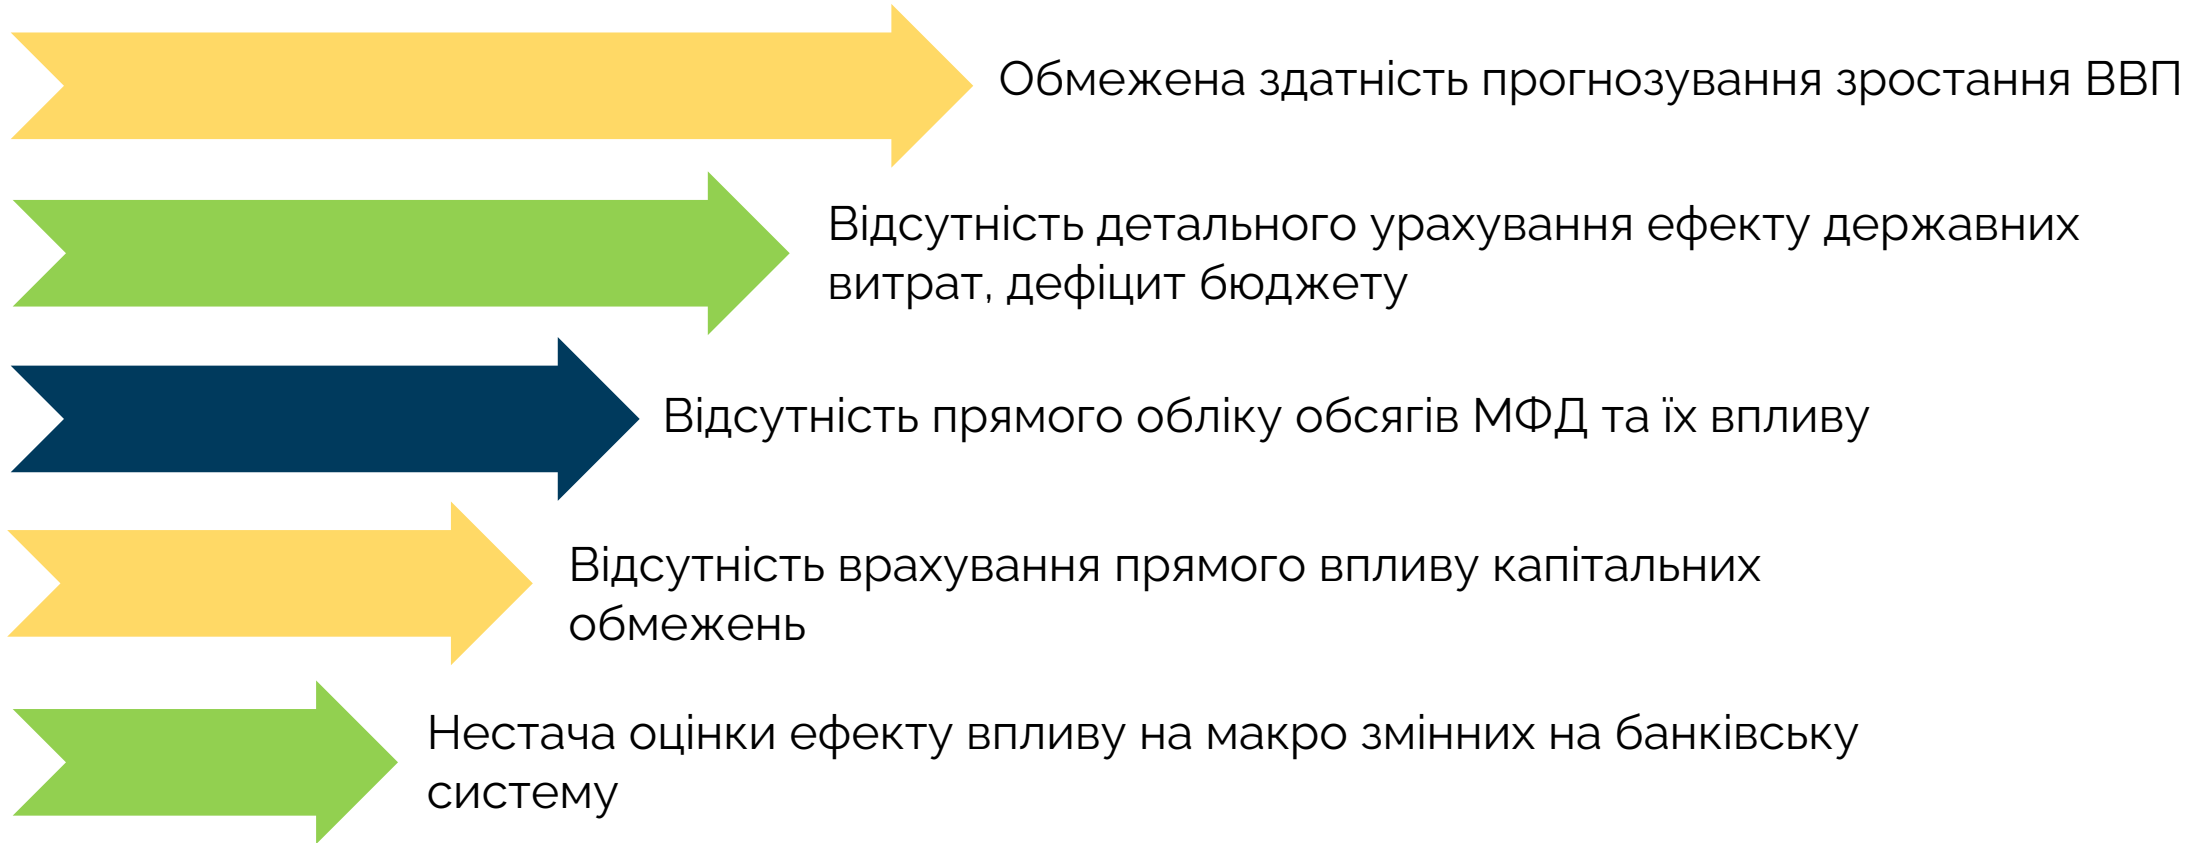 Обмежена здатність прогнозування зростання ВВП
Відсутність детального урахування ефекту державних
витрат, дефіцит бюджету
Відсутність прямого обліку обсягів МФД та їх впливу
Відсутність врахування прямого впливу капітальних
обмежень
Нестача оцінки ефекту впливу на макро змінних на банківську
систему